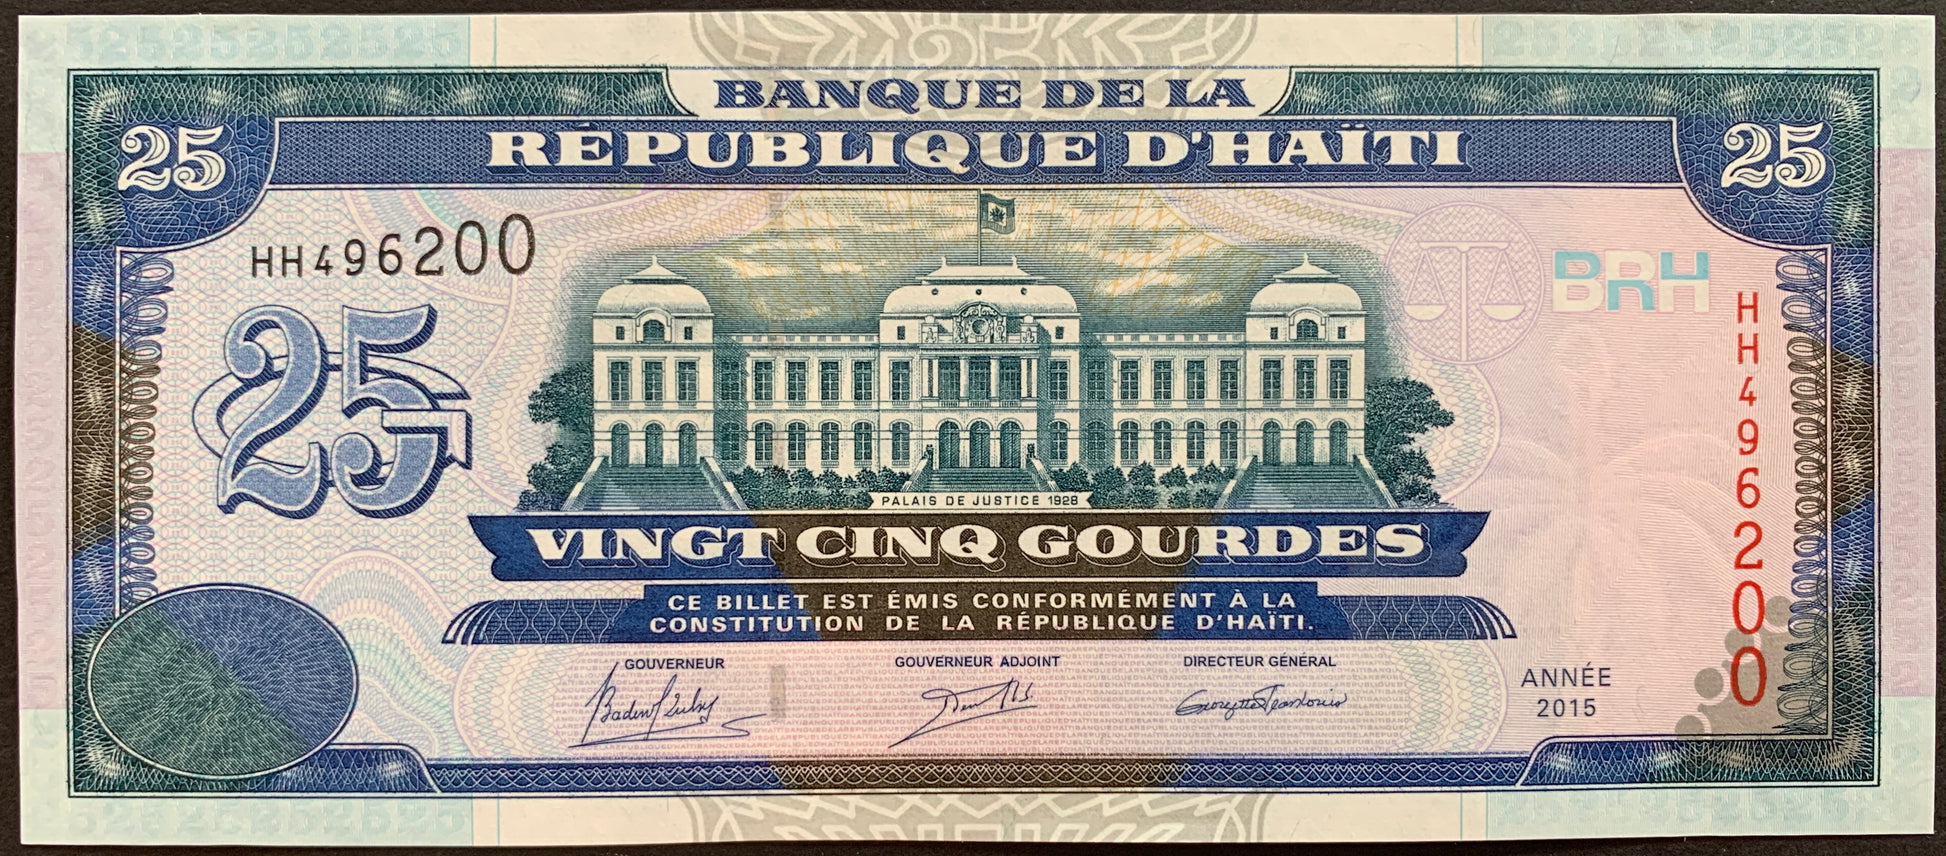 BANQUE DE LA
RÉPUBLIQUE D'HAÏTI
25
25
HH496200
BRH
25
HH496200
PALAIS DE JUSTICE 1928
VINGT CINQ GOURDES
CE BILLET EST ÉMIS CONFORMÉMENT À LA
CONSTITUTION DE LA RÉPUBLIQUE D'HAÏTI.
GOUVERNEUR
GOUVERNEUR ADJOINT
DIRECTEUR GÉNÉRAL
ANNÉE
2015